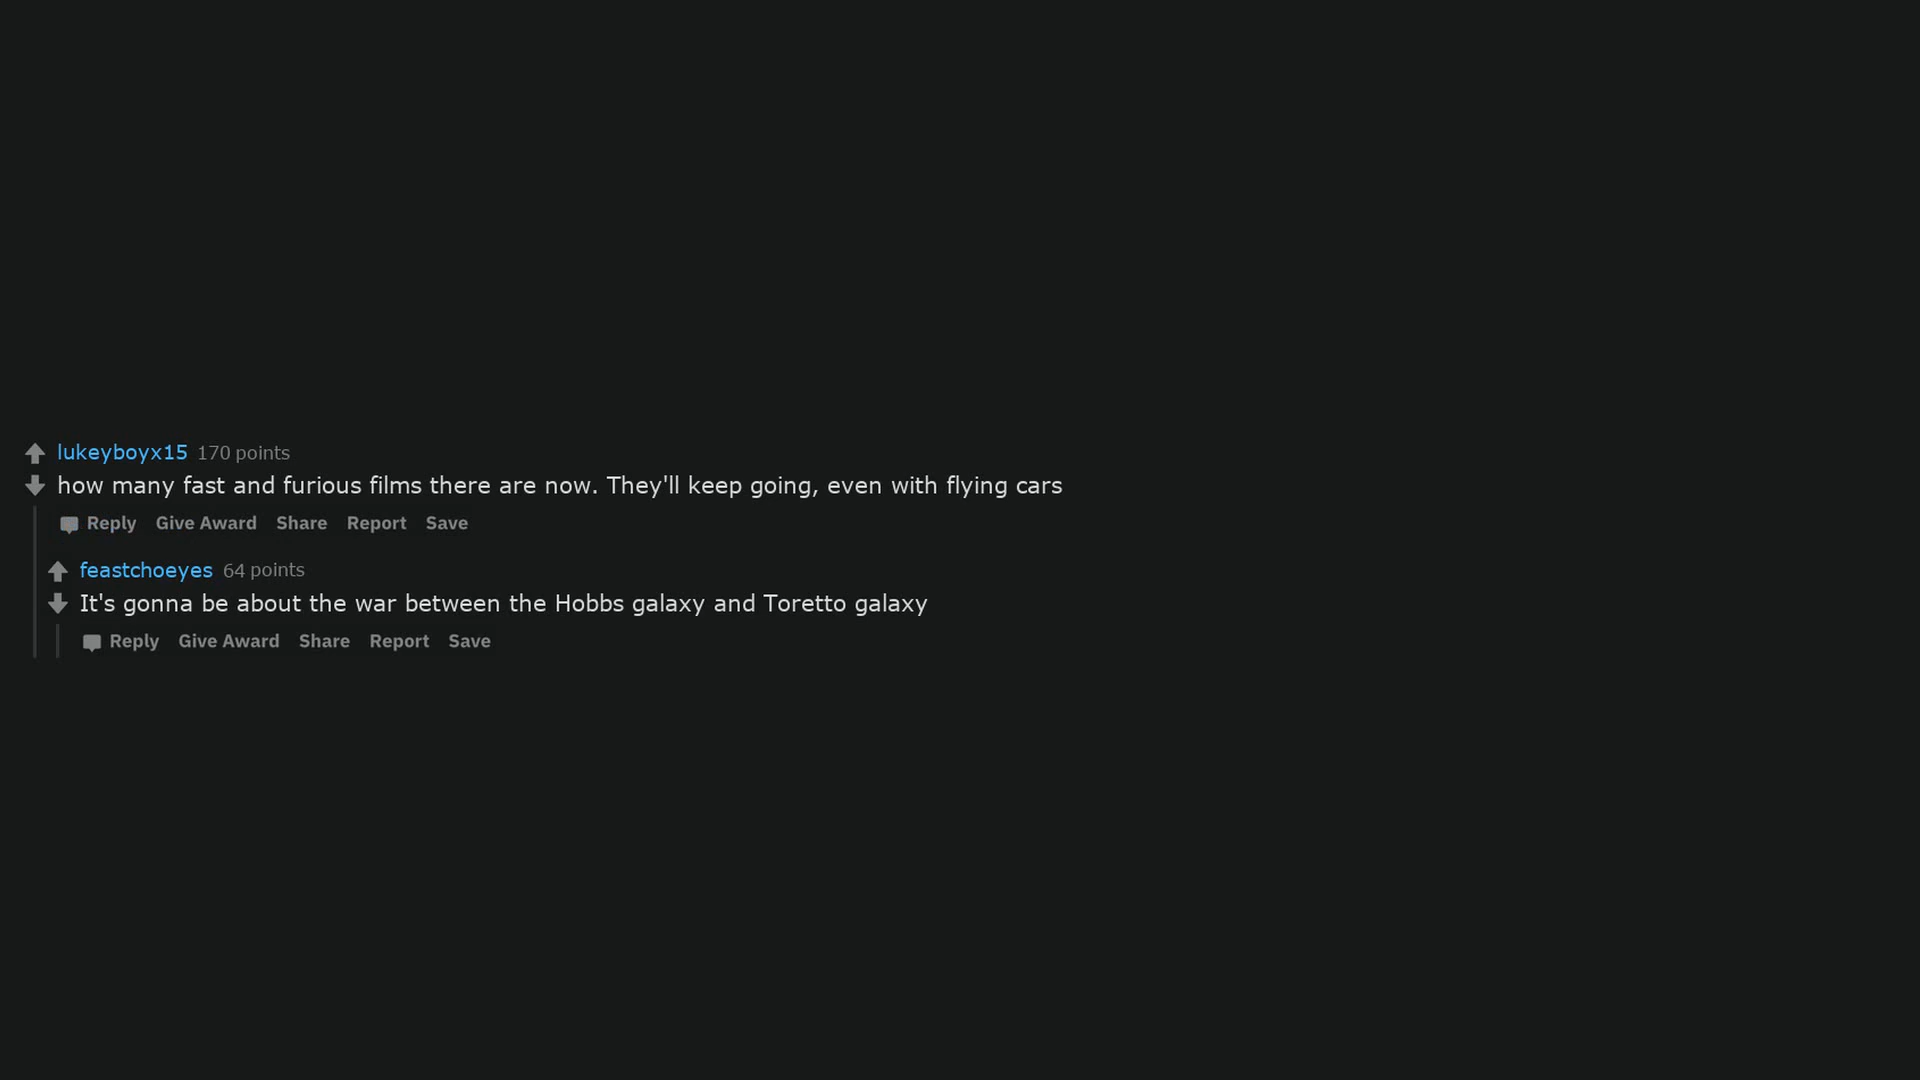 lukeyboyx15 170 points
how many fast and furious films there are now. They'll keep going, even with flying cars
Reply Give Award Share Report Save
feastchoeyes 64 points
It's gonna be about the war between the Hobbs galaxy and Toretto galaxy
Reply Give Award Share Report Save